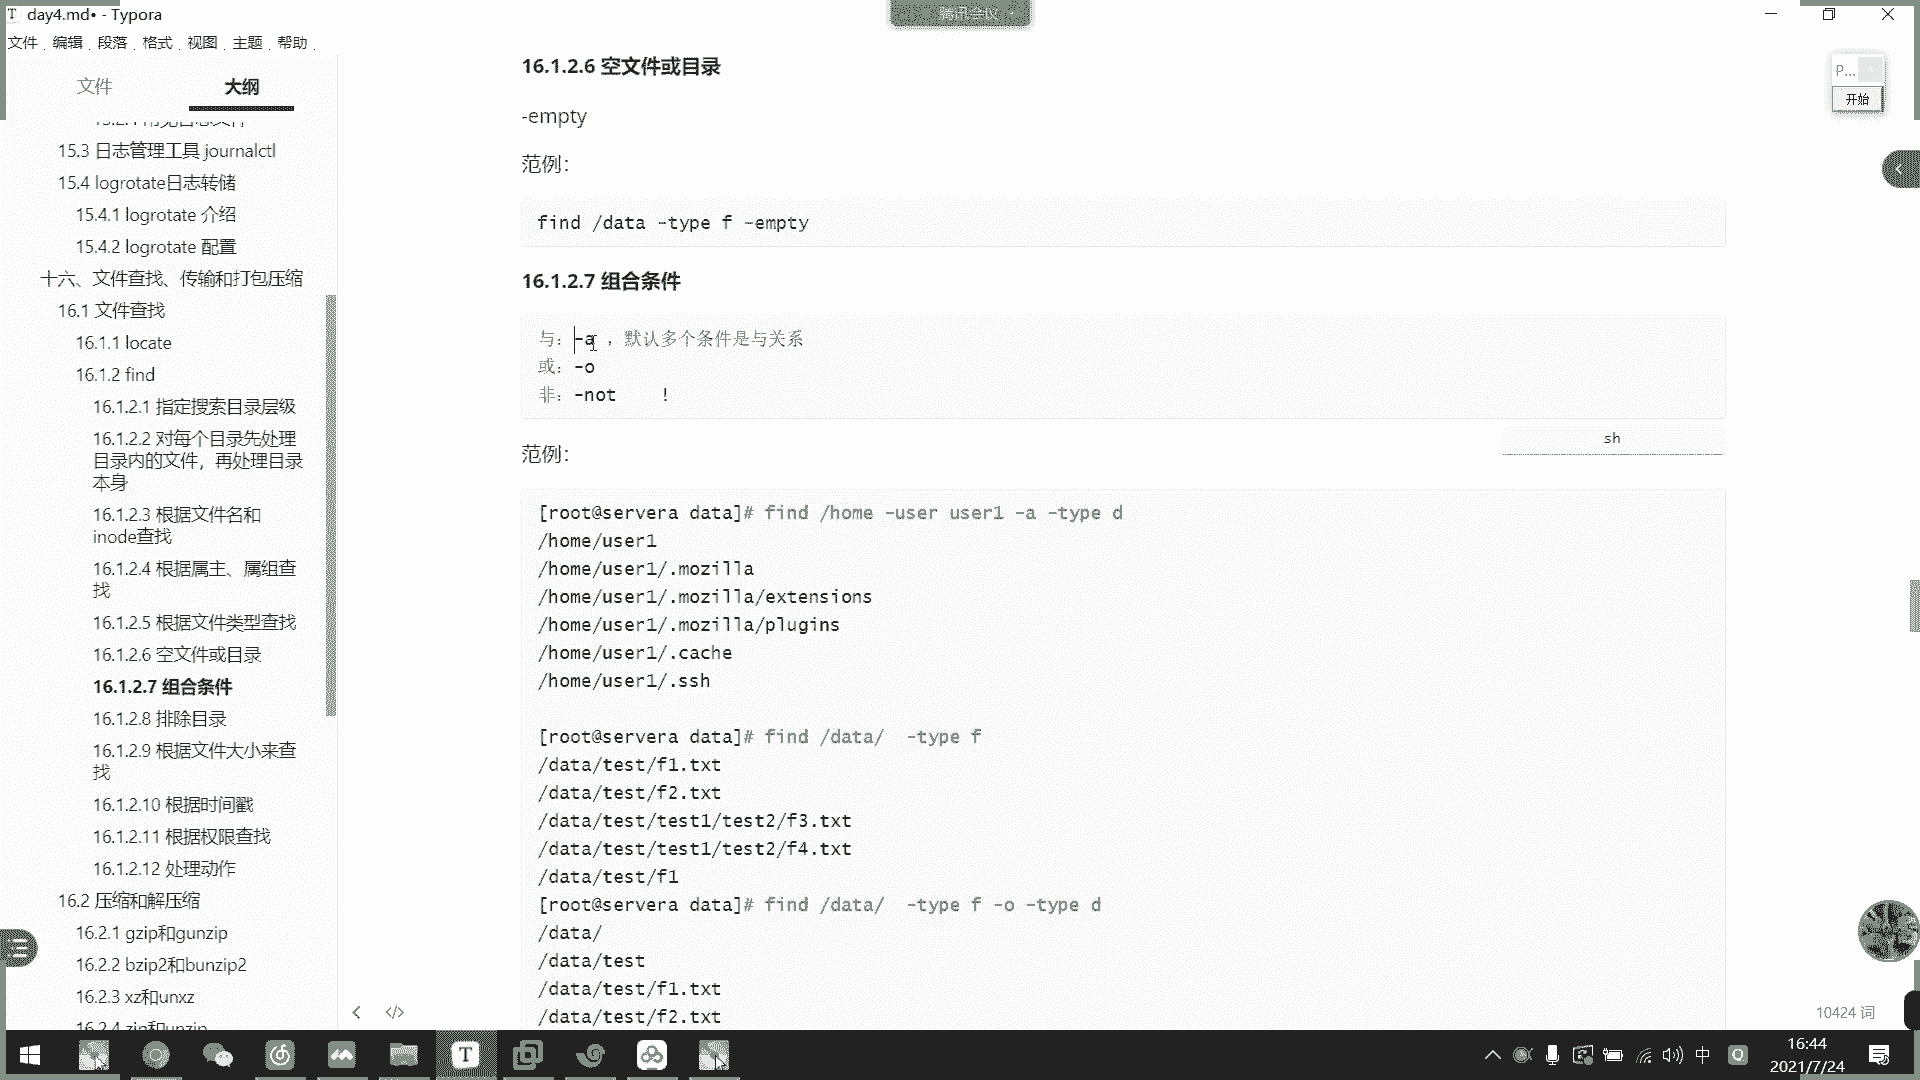 day4.md• - Typora
腾讯会议
文件 编辑 段落 格式 视图 主题 帮助
文件 大纲
15.3 日志管理工具 journalctl
15.4 logrotate日志转储
15.4.1 logrotate 介绍
15.4.2 logrotate 配置
十六、文件查找、传输和打包压缩
16.1 文件查找
16.1.1 locate
16.1.2 find
16.1.2.1 指定搜索目录层级
16.1.2.2 对每个目录先处理
目录内的文件，再处理目录
本身
16.1.2.3 根据文件名和
inode查找
16.1.2.4 根据属主、属组查
找
16.1.2.5 根据文件类型查找
16.1.2.6 空文件或目录
16.1.2.7 组合条件
16.1.2.8 排除目录
16.1.2.9 根据文件大小来查
找
16.1.2.10 根据时间戳
16.1.2.11 根据权限查找
16.1.2.12 处理动作
16.2 压缩和解压缩
16.2.1 gzip和gunzip
16.2.2 bzip2和bunzip2
16.2.3 xz和unxz
16.2.4 zip和unzip
16.1.2.6 空文件或目录
-empty
范例：
find /data -type f -empty
16.1.2.7 组合条件
与：-a ，默认多个条件是与关系
或：-o
非：-not    !
sh
范例：
[root@servera data]# find /home -user user1 -a -type d
/home/user1
/home/user1/.mozilla
/home/user1/.mozilla/extensions
/home/user1/.mozilla/plugins
/home/user1/.cache
/home/user1/.ssh
[root@servera data]# find /data/  -type f
/data/test/f1.txt
/data/test/f2.txt
/data/test/test1/test2/f3.txt
/data/test/test1/test2/f4.txt
/data/test/f1
[root@servera data]# find /data/  -type f -o -type d
/data/
/data/test
/data/test/f1.txt
/data/test/f2.txt
P...
开始
10424 词
中
16:44
2021/7/24